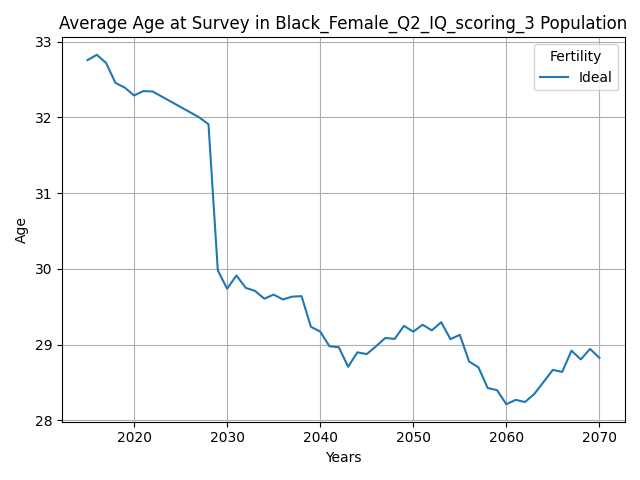 Average Age at Survey in Black_Female_Q2_IQ_scoring_3 Population
Fertility
Ideal
33
32
31
30
29
28
Age
2020 2030 2040 2050 2060 2070
Years